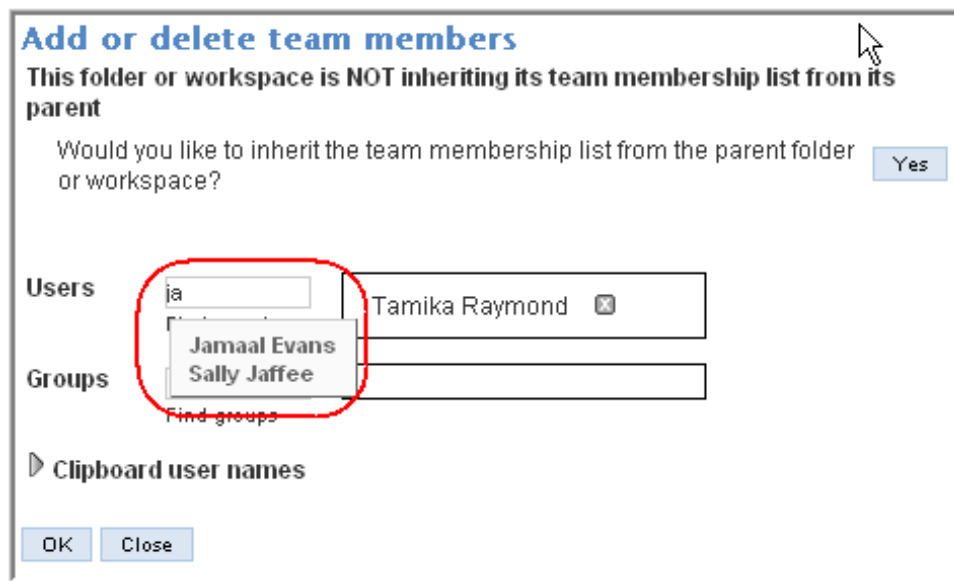 Add or delete team members
This folder or workspace is NOT inheriting its team membership list from its
parent
Would you like to inherit the team membership list from the parent folder
or workspace?
Yes
Users
ja
Tamika Raymond
Jamaal Evans
Sally Jaffee
Groups
Find groups
Clipboard user names
OK
Close